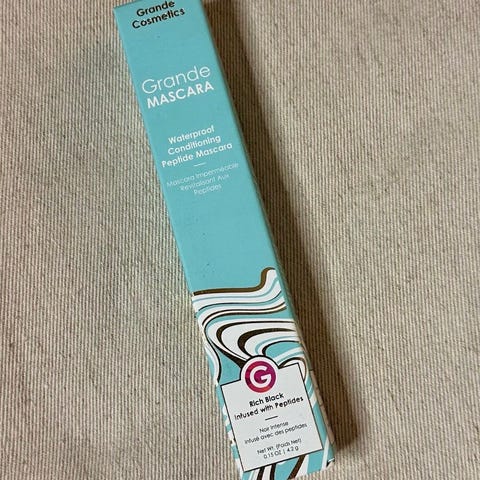 Grande
Cosmetics
Grande
MASCARA
Waterproof
Conditioning
Peptide Mascara
Mascara Imperméable
Revitalisant Aux
Peptides
G
Rich Black
Infused with Peptides
Noir Intense
Infusé avec des peptides
Net Wt. (Poids Net)
0.15 OZ | 4.2 g